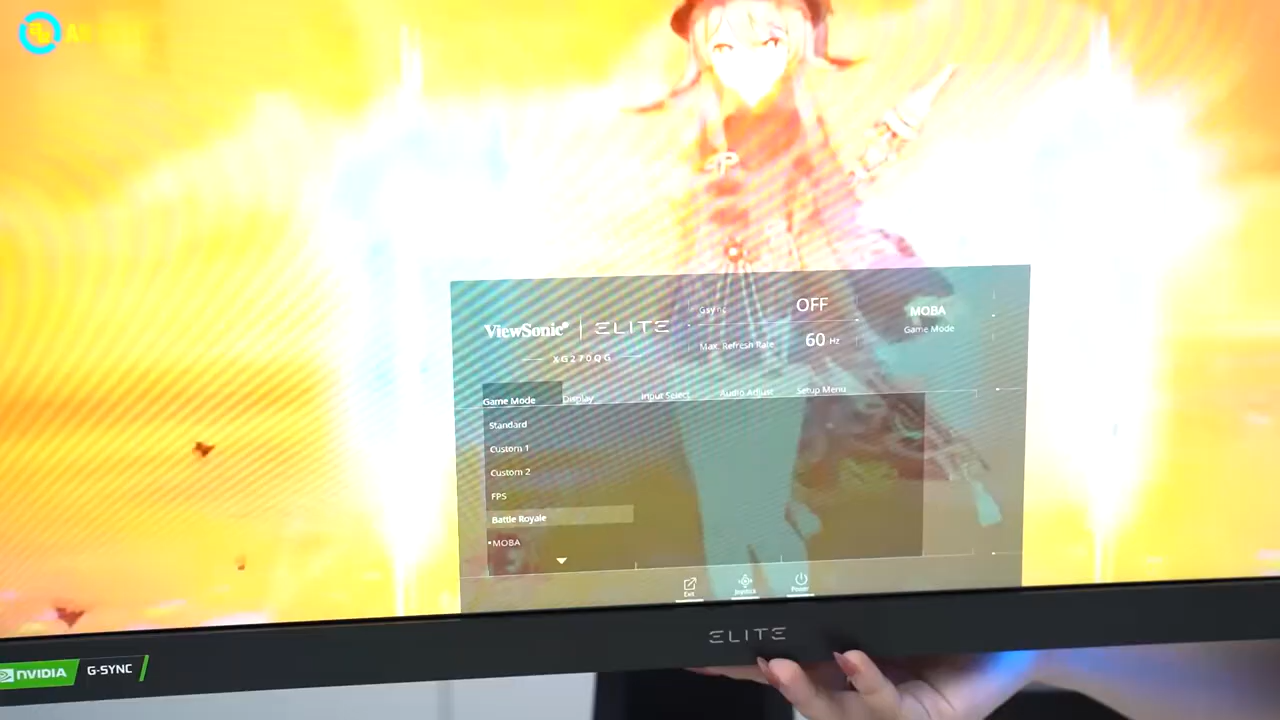 ViewSonic® ELITE
XG270QG
Gsync OFF
Max. Refresh Rate 60 Hz
MOBA
Game Mode
Game Mode Display Input Select Audio Adjust Setup Menu
Standard
Custom 1
Custom 2
FPS
Battle Royale
MOBA
Exit Joystick Power
ELITE
NVIDIA G-SYNC